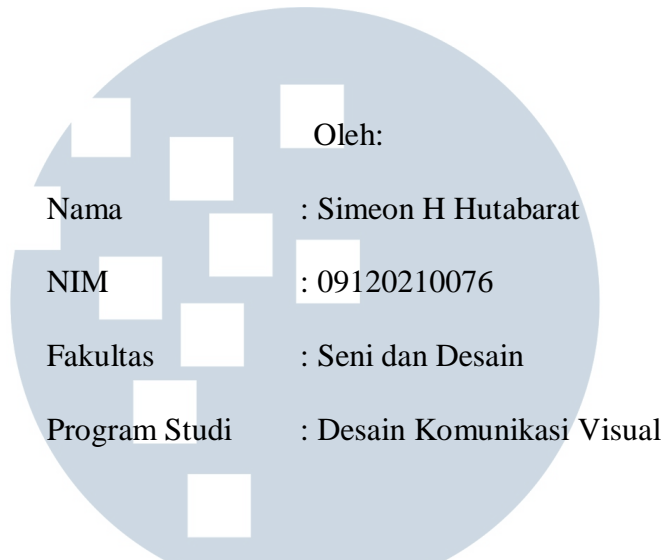 Oleh:
Nama : Simeon H Hutabarat
NIM : 09120210076
Fakultas : Seni dan Desain
Program Studi : Desain Komunikasi Visual